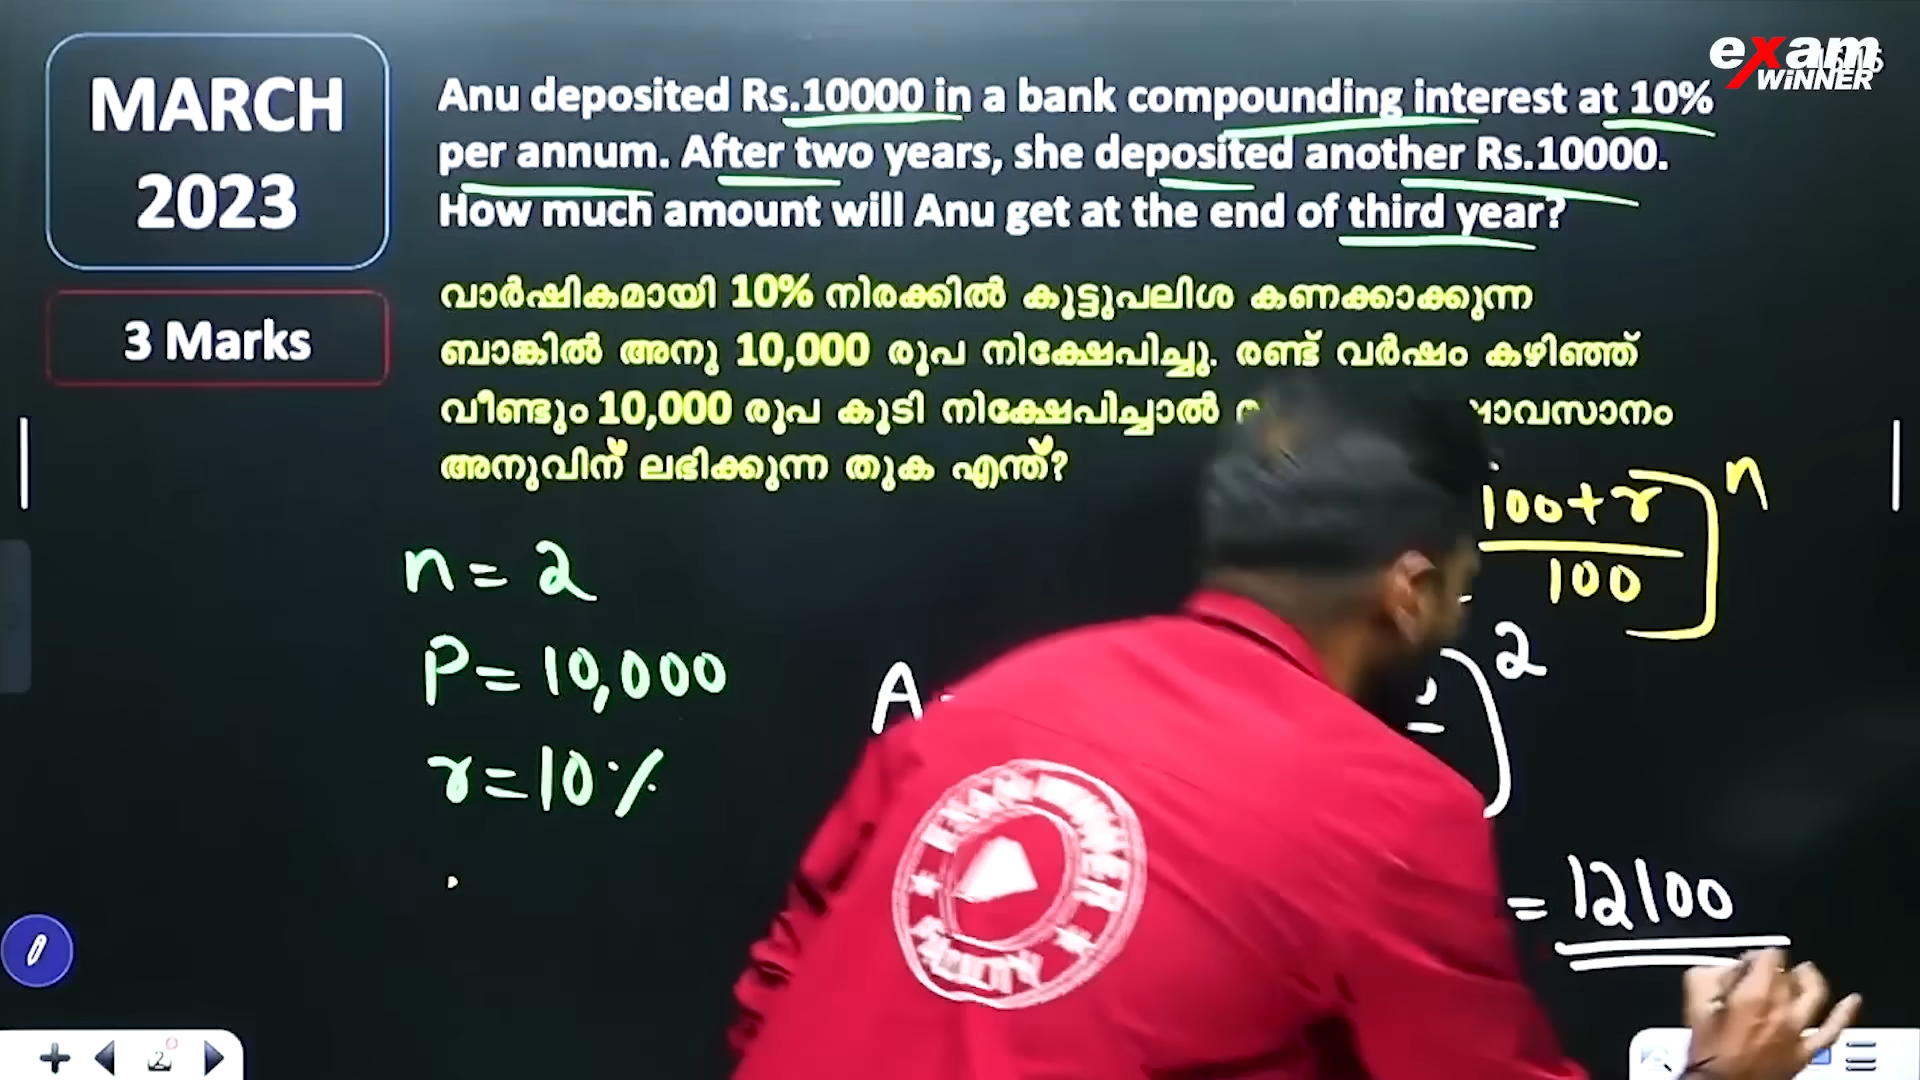 MARCH
2023
3 Marks
exam
WINNER
Anu deposited Rs.10000 in a bank compounding interest at 10%
per annum. After two years, she deposited another Rs.10000.
How much amount will Anu get at the end of third year?
വാർഷികമായി 10% നിരക്കിൽ കൂട്ടുപലിശ കണക്കാക്കുന്ന
ബാങ്കിൽ അനു 10,000 രൂപ നിക്ഷേപിച്ചു. രണ്ട് വർഷം കഴിഞ്ഞ്
വീണ്ടും 10,000 രൂപ കൂടി നിക്ഷേപിച്ചാൽ
അനുവിന് ലഭിക്കുന്ന തുക എന്ത്?
100+r n
100
n = 2
P = 10,000
r = 10%
A 2
= 12100
EXAM WINNER
2